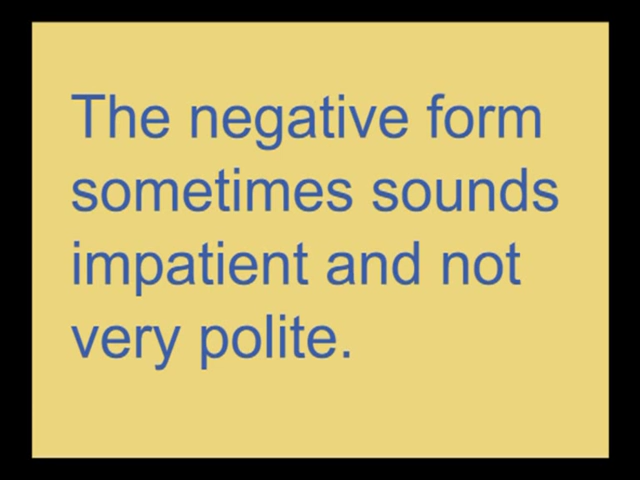 The negative form
sometimes sounds
impatient and not
very polite.